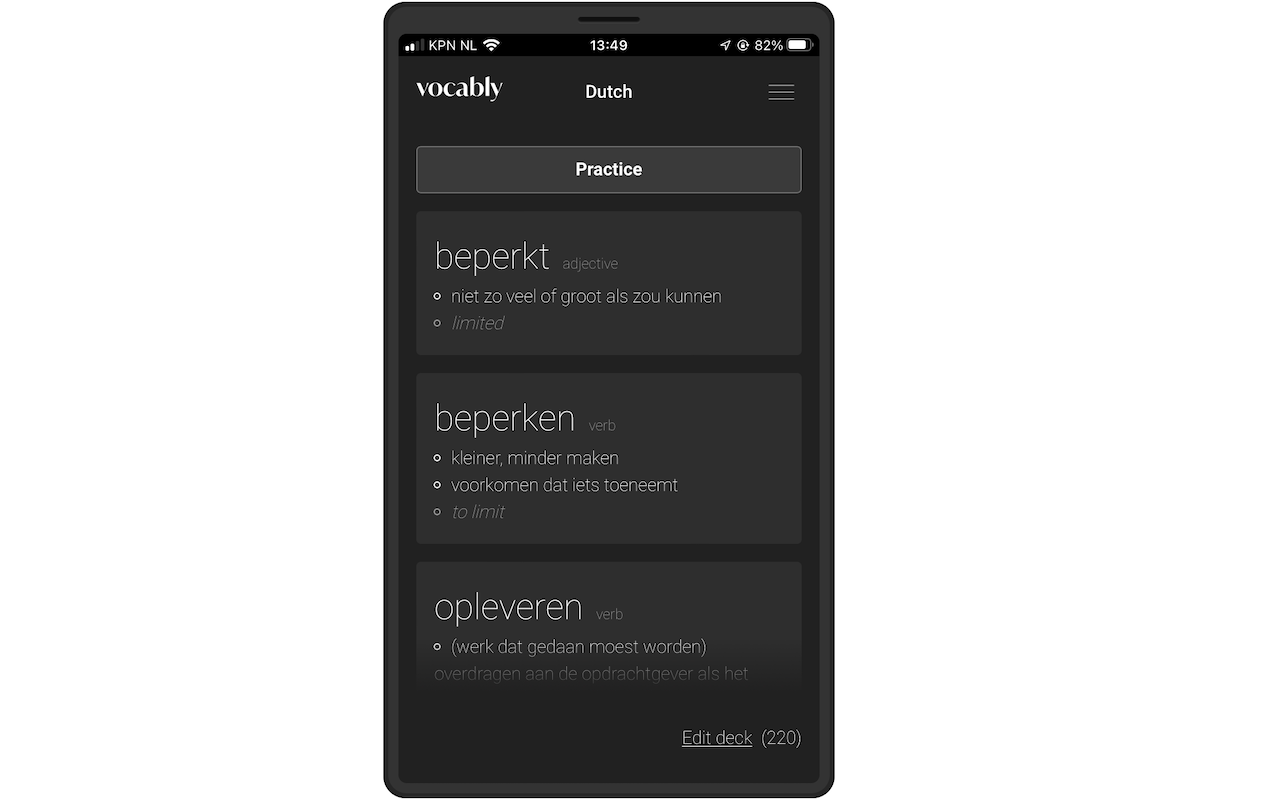 KPN NL 13:49 82%
vocably Dutch
Practice
beperkt adjective
niet zo veel of groot als zou kunnen
limited
beperken verb
kleiner, minder maken
voorkomen dat iets toeneemt
to limit
opleveren verb
(werk dat gedaan moest worden)
overdragen aan de opdrachtgever als het
Edit deck (220)